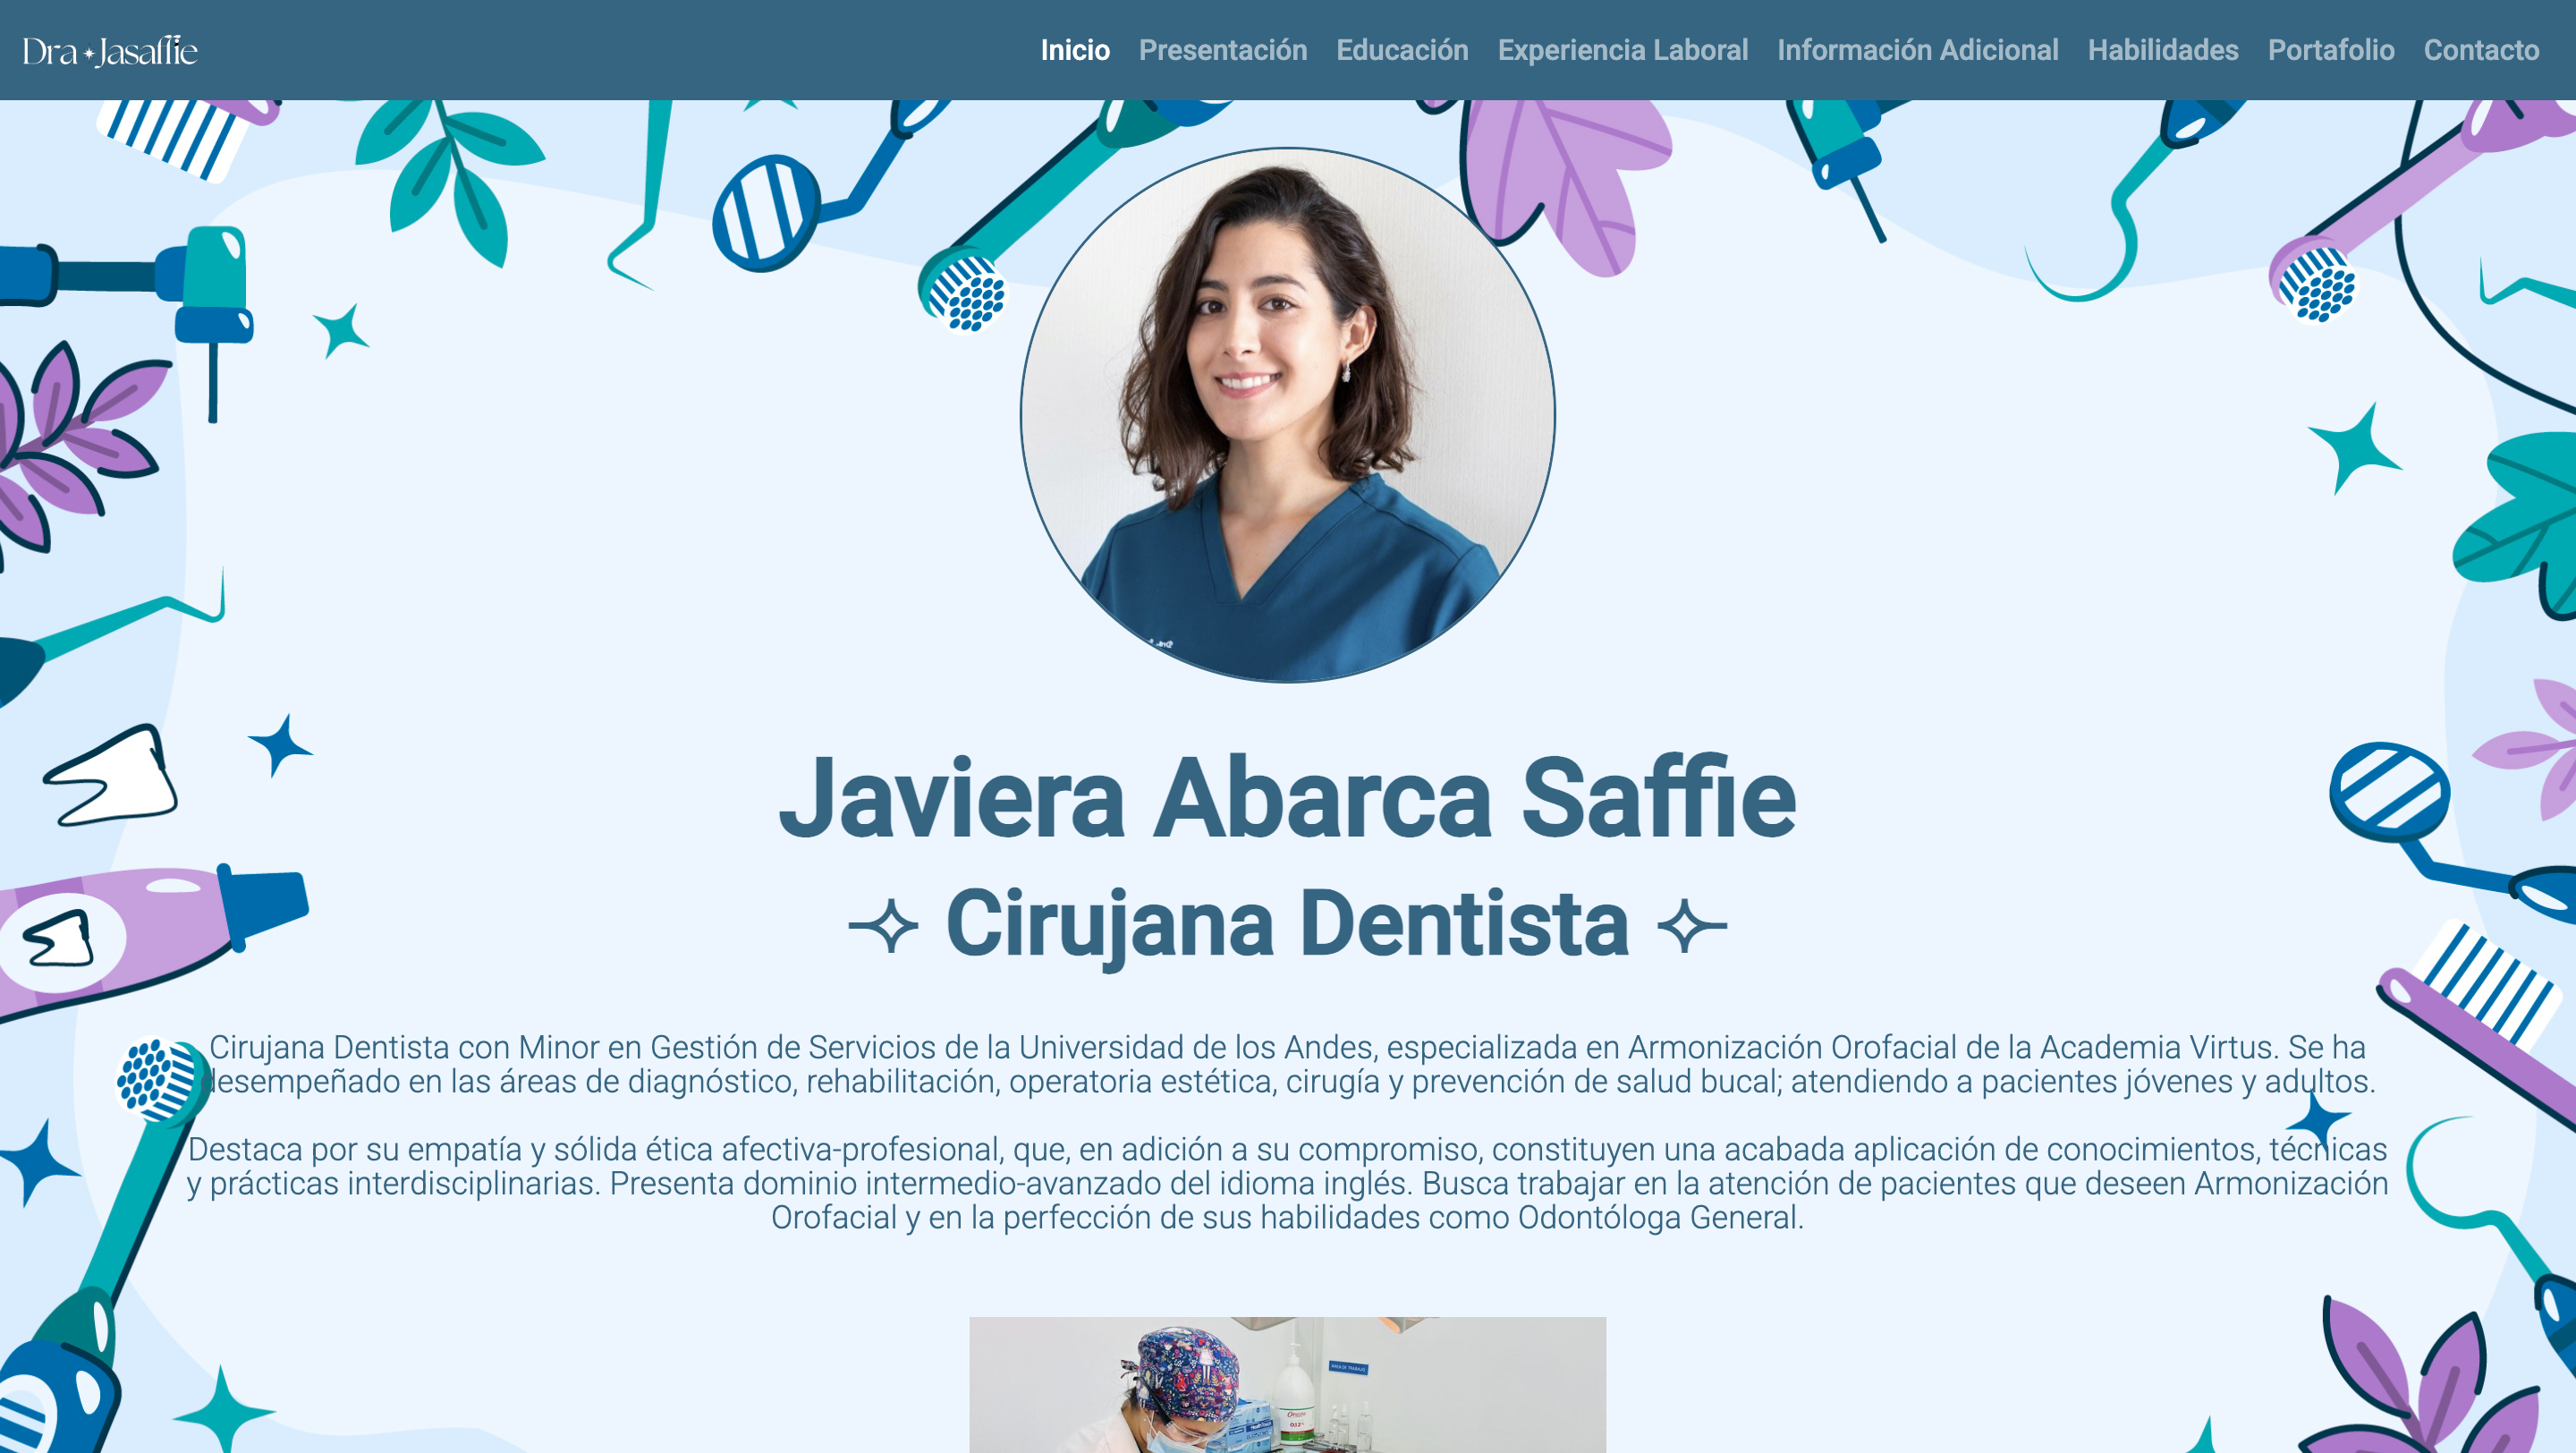 Dra ✦ Jasaffie
Inicio Presentación Educación Experiencia Laboral Información Adicional Habilidades Portafolio Contacto
Javiera Abarca Saffie
⟢ Cirujana Dentista ⟣
Cirujana Dentista con Minor en Gestión de Servicios de la Universidad de los Andes, especializada en Armonización Orofacial de la Academia Virtus. Se ha
desempeñado en las áreas de diagnóstico, rehabilitación, operatoria estética, cirugía y prevención de salud bucal; atendiendo a pacientes jóvenes y adultos.
Destaca por su empatía y sólida ética afectiva-profesional, que, en adición a su compromiso, constituyen una acabada aplicación de conocimientos, técnicas
y prácticas interdisciplinarias. Presenta dominio intermedio-avanzado del idioma inglés. Busca trabajar en la atención de pacientes que deseen Armonización
Orofacial y en la perfección de sus habilidades como Odontóloga General.
ÁREA DE TRABAJO